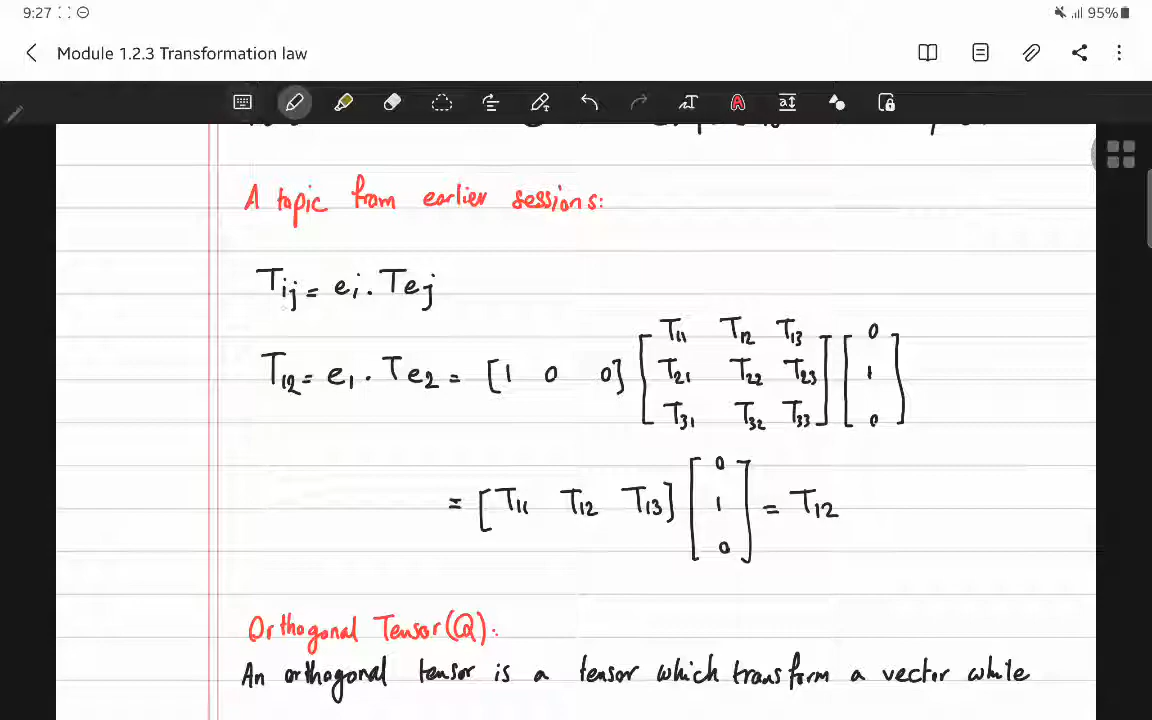 9:27
95%
Module 1.2.3 Transformation law
A topic from earlier sessions:
Tij = ei . Tej
T12 = e1 . Te2 = [1 0 0] [T11 T12 T13
T21 T22 T23
T31 T32 T33] [0
1
0]
= [T11 T12 T13] [0
1
0] = T12
Orthogonal Tensor(Q):
An orthogonal tensor is a tensor which transform a vector while